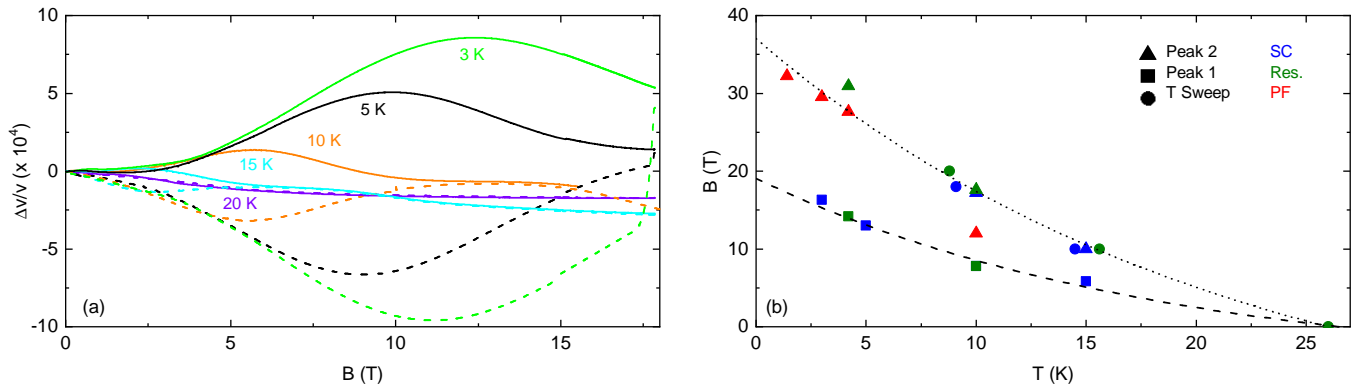 10
5
0
-5
-10
Δv/v (x 10⁴)
3 K
5 K
10 K
15 K
20 K
(a)
0 5 10 15
B (T)
40
30
20
10
0
B (T)
Peak 2 SC
Peak 1 Res.
T Sweep PF
(b)
0 5 10 15 20 25
T (K)